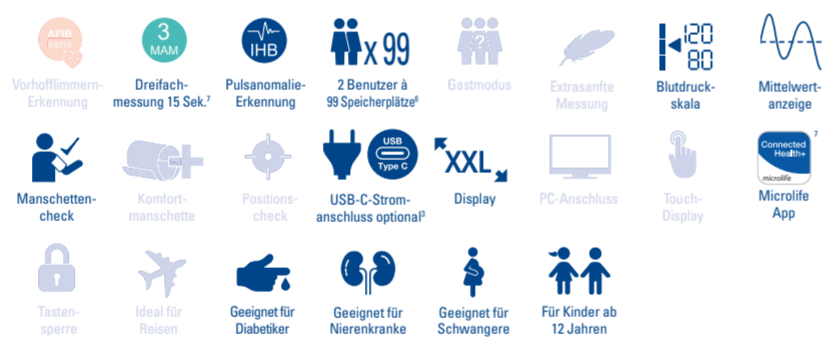 AFIB
sens
Vorhofflimmern-
Erkennung
3
MAM
Dreifach-
messung 15 Sek.⁷
IHB
Pulsanomalie-
Erkennung
x 99
2 Benutzer à
99 Speicherplätze⁶
?
Gastmodus
Extrasanfte
Messung
120
80
Blutdruck-
skala
Mittelwert-
anzeige
Manschetten-
check
Komfort-
manschette
Positions-
check
USB
Type C
USB-C-Strom-
anschluss optional³
XXL
Display
PC-Anschluss
Touch-
Display
Connected
Health+
microlife
7
Microlife
App
Tasten-
sperre
Ideal für
Reisen
Geeignet für
Diabetiker
Geeignet für
Nierenkranke
Geeignet für
Schwangere
Für Kinder ab
12 Jahren